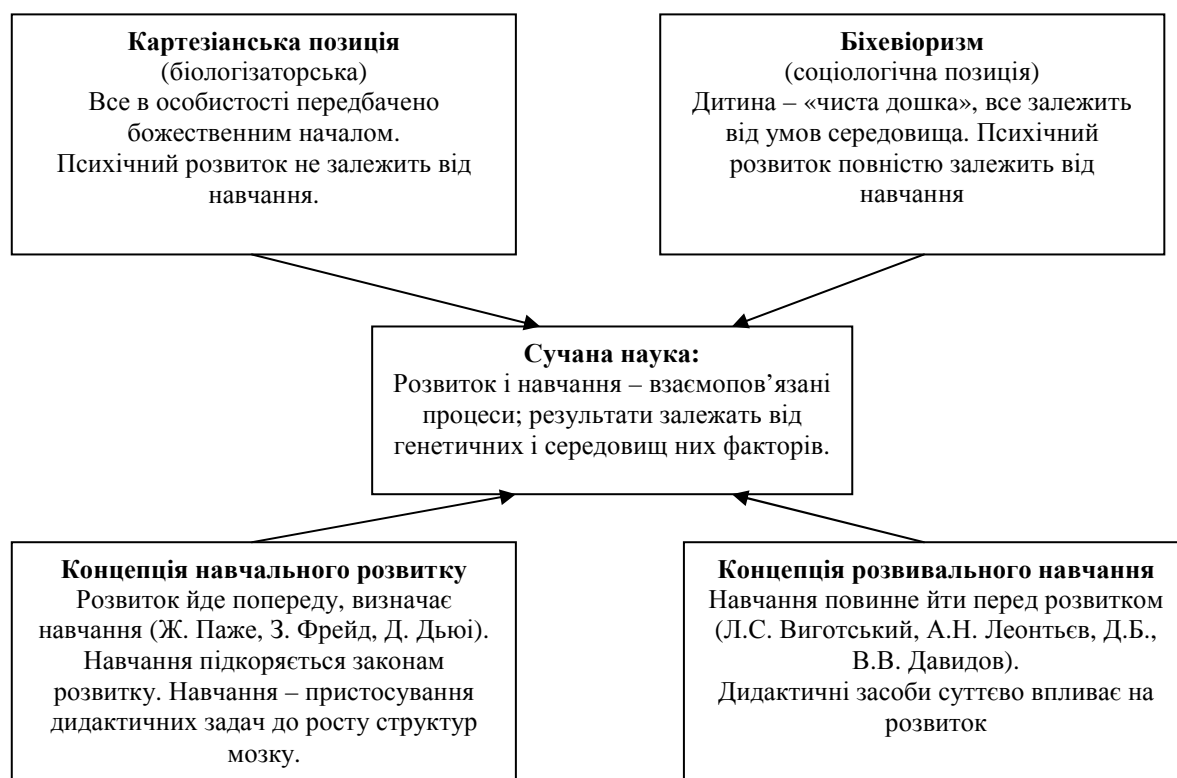 Картезіанська позиція
(біологізаторська)
Все в особистості передбачено
божественним началом.
Психічний розвиток не залежить від
навчання.
Біхевіоризм
(соціологічна позиція)
Дитина – «чиста дошка», все залежить
від умов середовища. Психічний
розвиток повністю залежить від
навчання
Сучана наука:
Розвиток і навчання – взаємопов’язані
процеси; результати залежать від
генетичних і середовищ них факторів.
Концепція навчального розвитку
Розвиток йде попереду, визначає
навчання (Ж. Паже, З. Фрейд, Д. Дьюі).
Навчання підкоряється законам
розвитку. Навчання – пристосування
дидактичних задач до росту структур
мозку.
Концепція розвивального навчання
Навчання повинне йти перед розвитком
(Л.С. Виготський, А.Н. Леонтьєв, Д.Б.,
В.В. Давидов).
Дидактичні засоби суттєво впливає на
розвиток